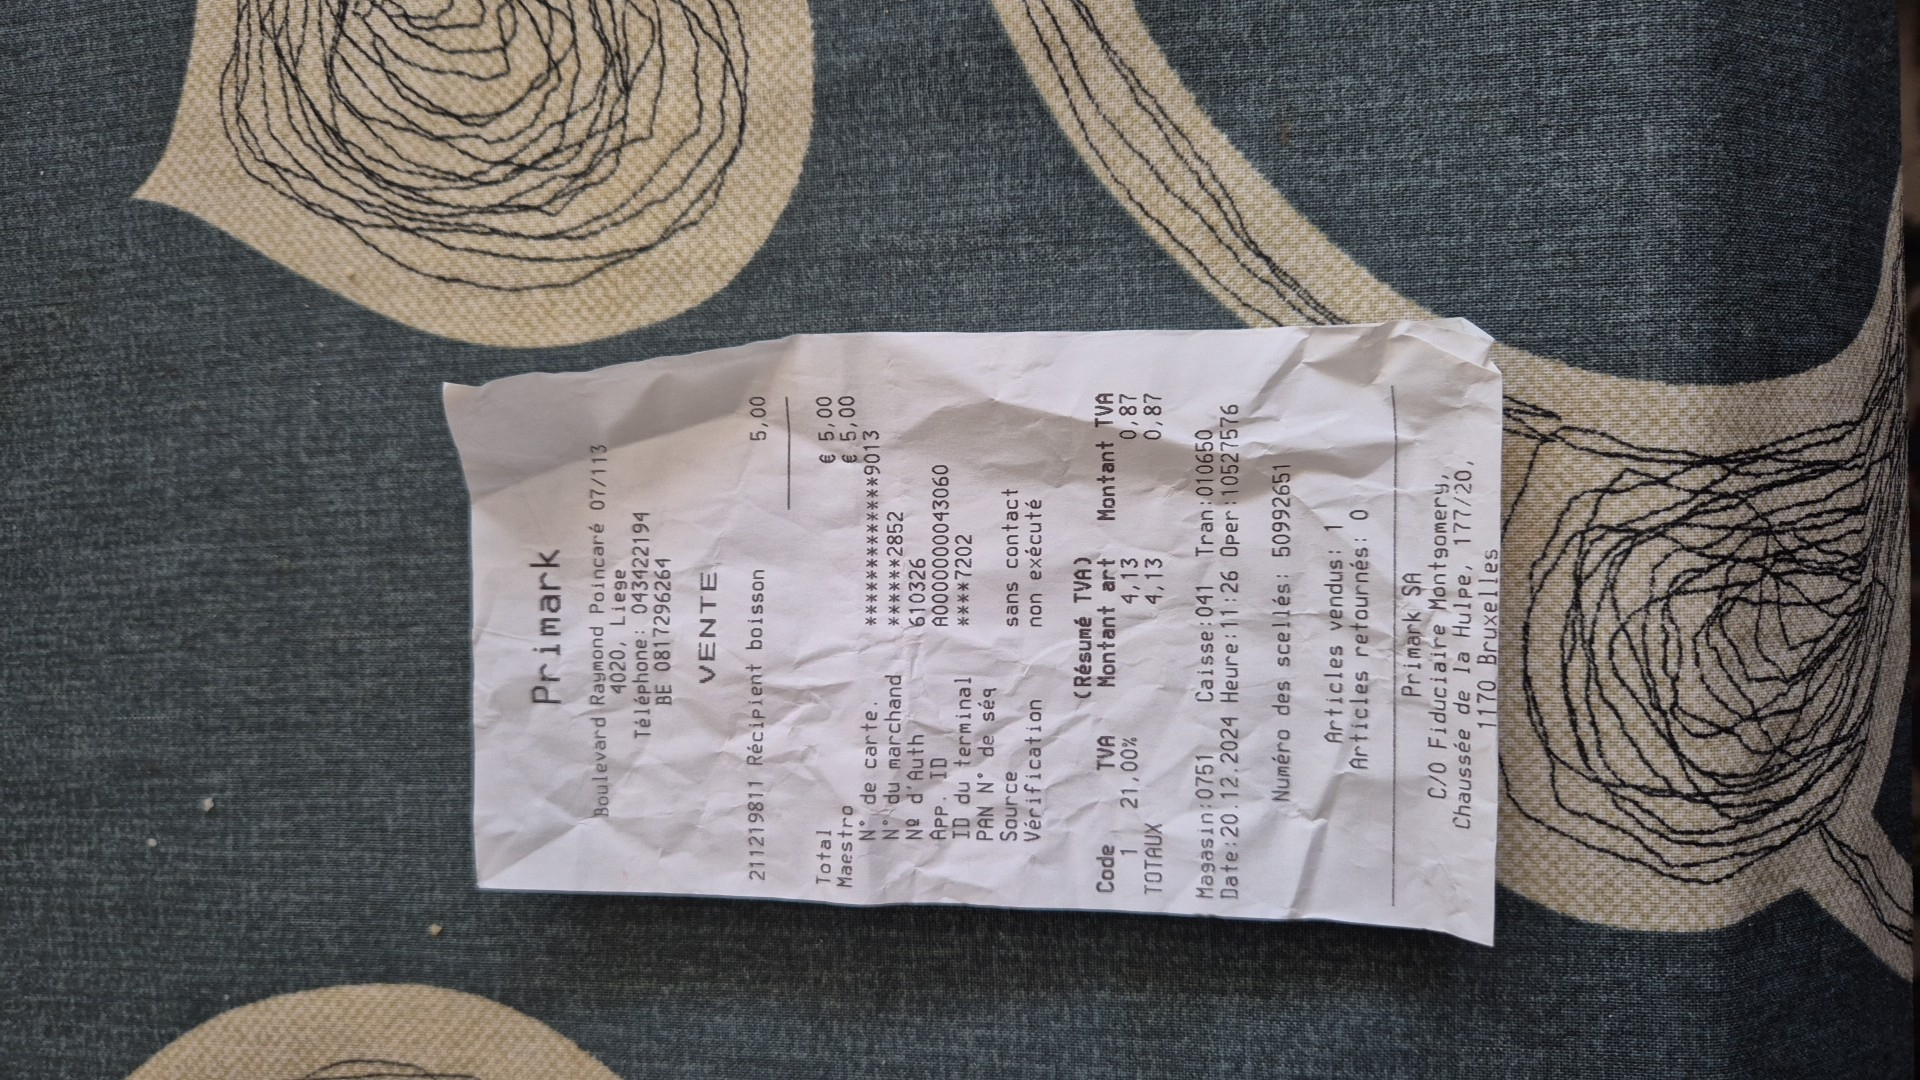 Primark
Boulevard Raymond Poincaré 07/113
4020, Liege
Téléphone: 043422194
BE 0817296264
VENTE
211219811 Récipient boisson 5,00
Total € 5,00
Maestro € 5,00
N° de carte. ***************9013
N° du marchand ******2852
Nº d'Auth 610326
App. ID A0000000043060
ID du terminal ****7202
PAN N° de séq
Source sans contact
Vérification non exécuté
(Résumé TVA)
Code TVA Montant art Montant TVA
1 21,00% 4,13 0,87
TOTAUX 4,13 0,87
Magasin:0751 Caisse:041 Tran:010650
Date:20.12.2024 Heure:11:26 Oper:10527576
Numéro des scellés: 50992651
Articles vendus: 1
Articles retournés: 0
Primark SA
C/O Fiduciaire Montgomery,
Chaussée de la Hulpe, 177/20,
1170 Bruxelles